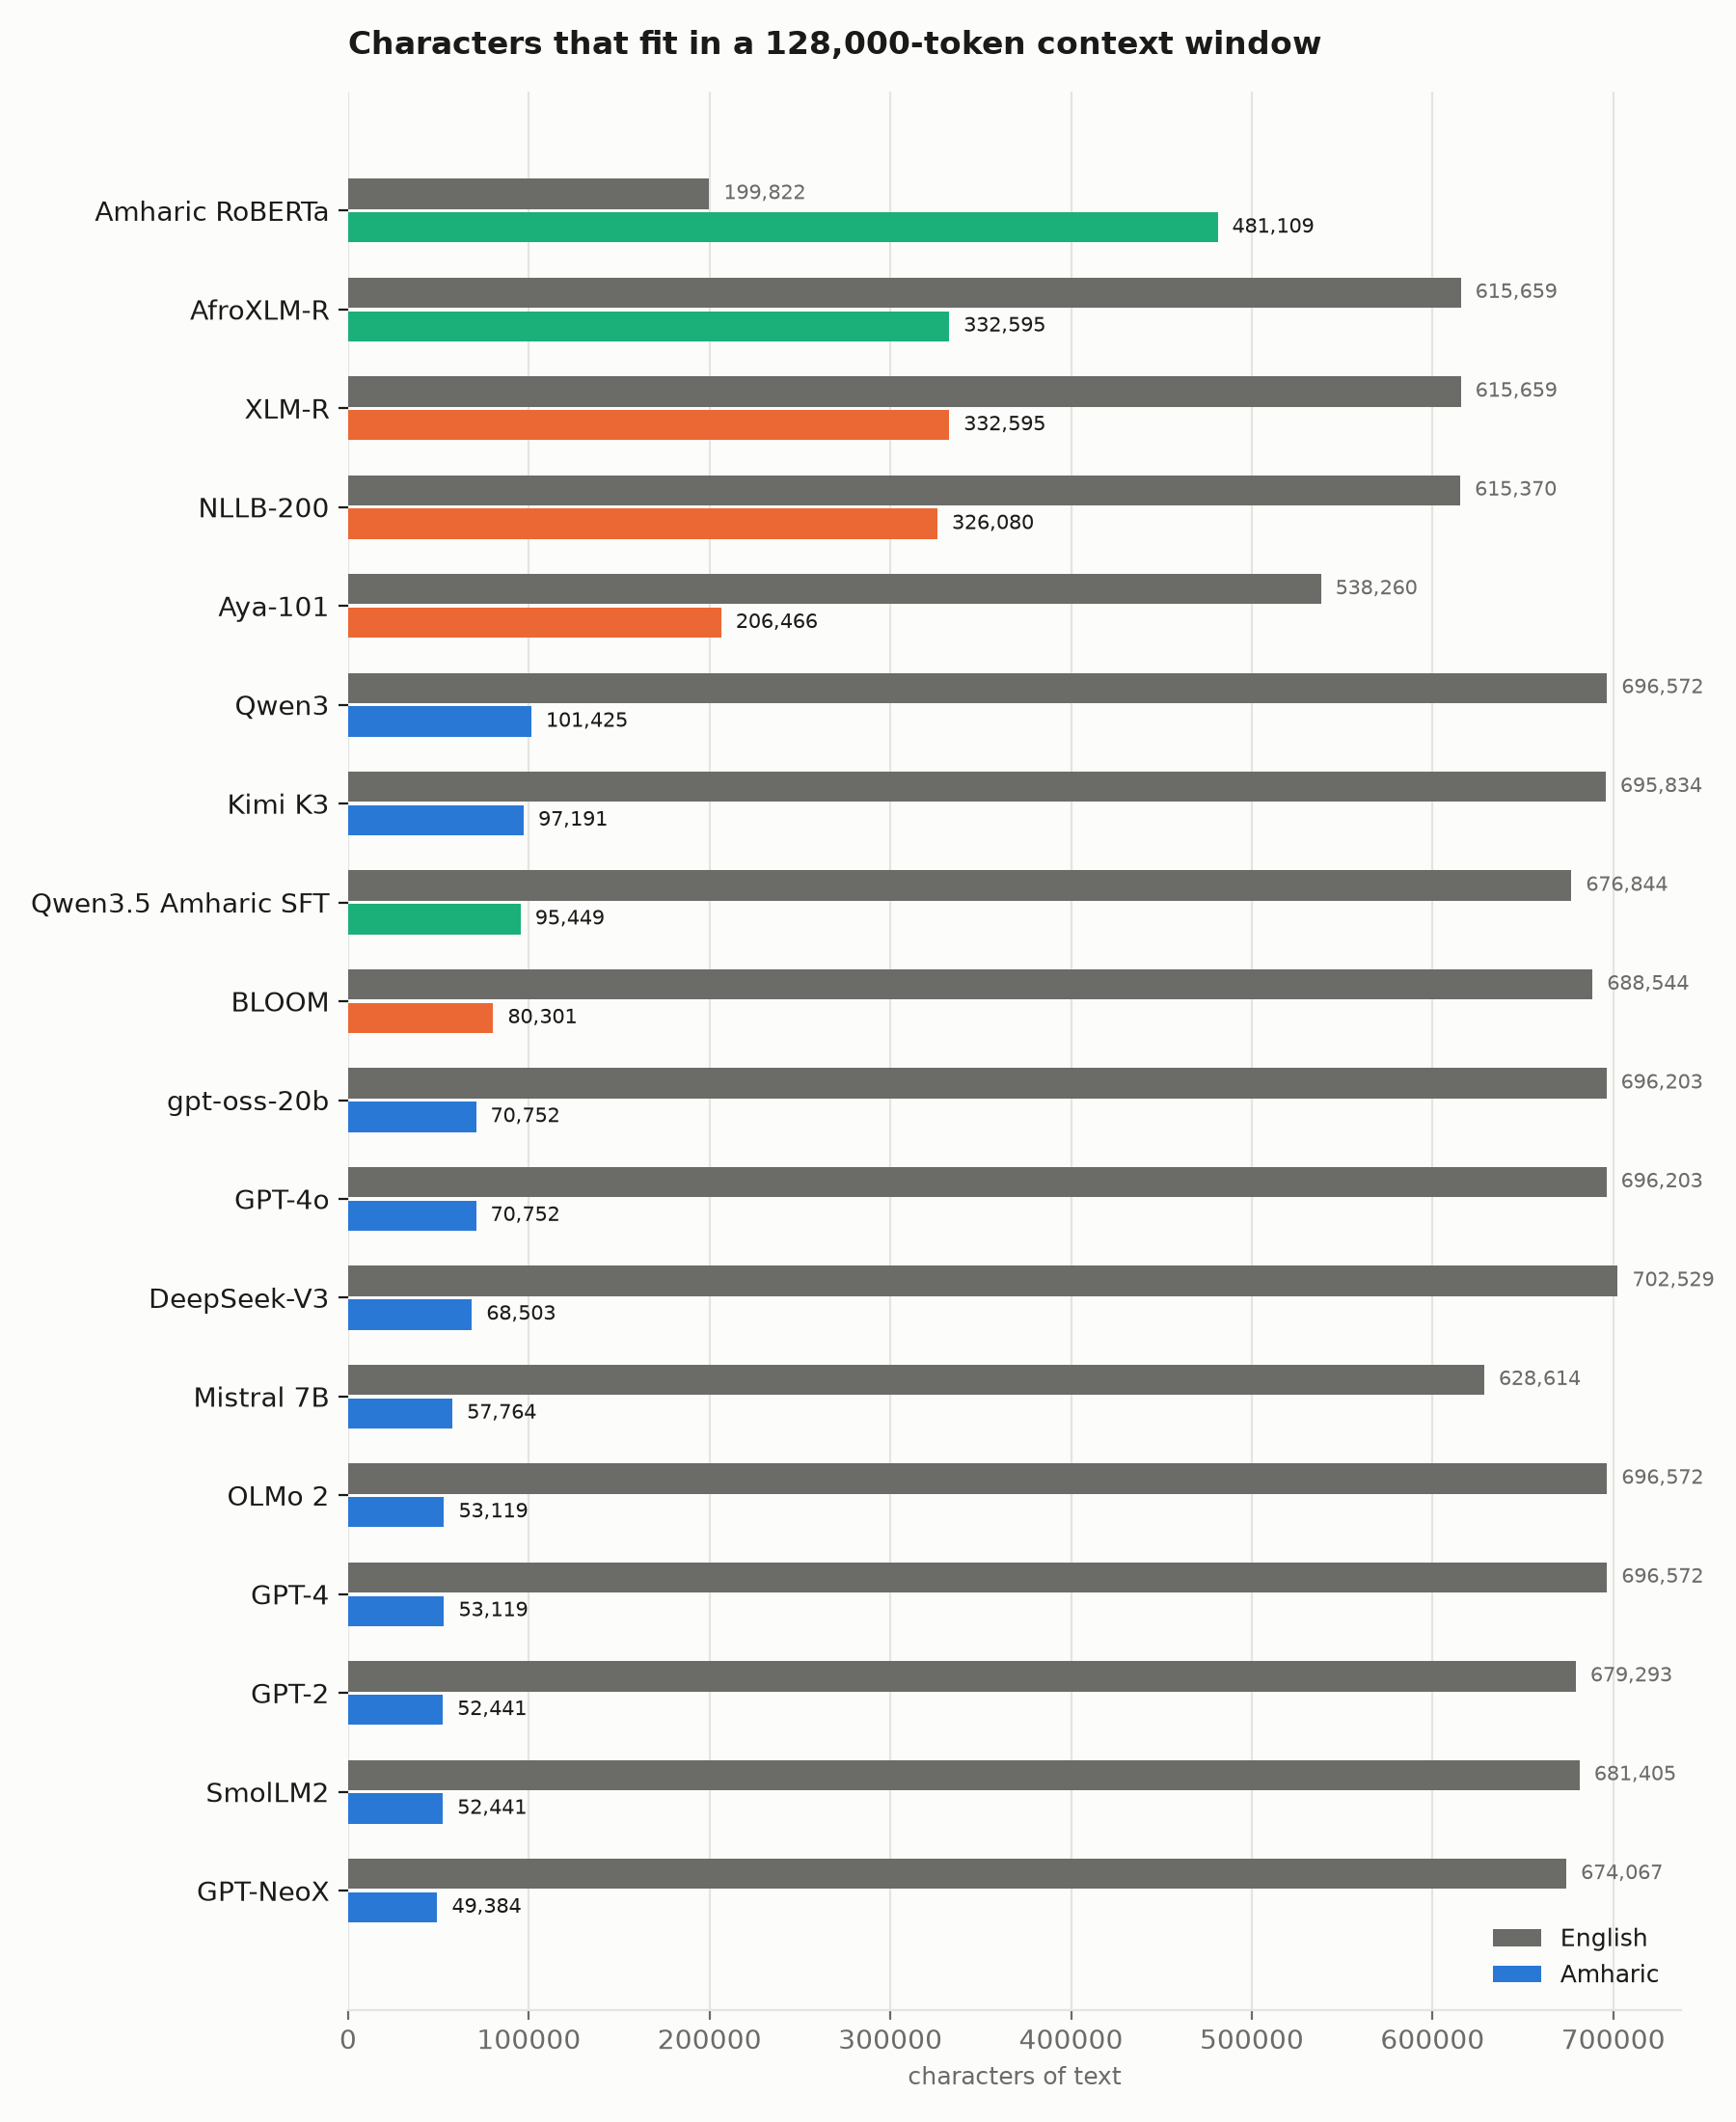 Characters that fit in a 128,000-token context window
Amharic RoBERTa
199,822
481,109
AfroXLM-R
615,659
332,595
XLM-R
615,659
332,595
NLLB-200
615,370
326,080
Aya-101
538,260
206,466
Qwen3
696,572
101,425
Kimi K3
695,834
97,191
Qwen3.5 Amharic SFT
676,844
95,449
BLOOM
688,544
80,301
gpt-oss-20b
696,203
70,752
GPT-4o
696,203
70,752
DeepSeek-V3
702,529
68,503
Mistral 7B
628,614
57,764
OLMo 2
696,572
53,119
GPT-4
696,572
53,119
GPT-2
679,293
52,441
SmolLM2
681,405
52,441
GPT-NeoX
674,067
49,384
English
Amharic
0 100000 200000 300000 400000 500000 600000 700000
characters of text